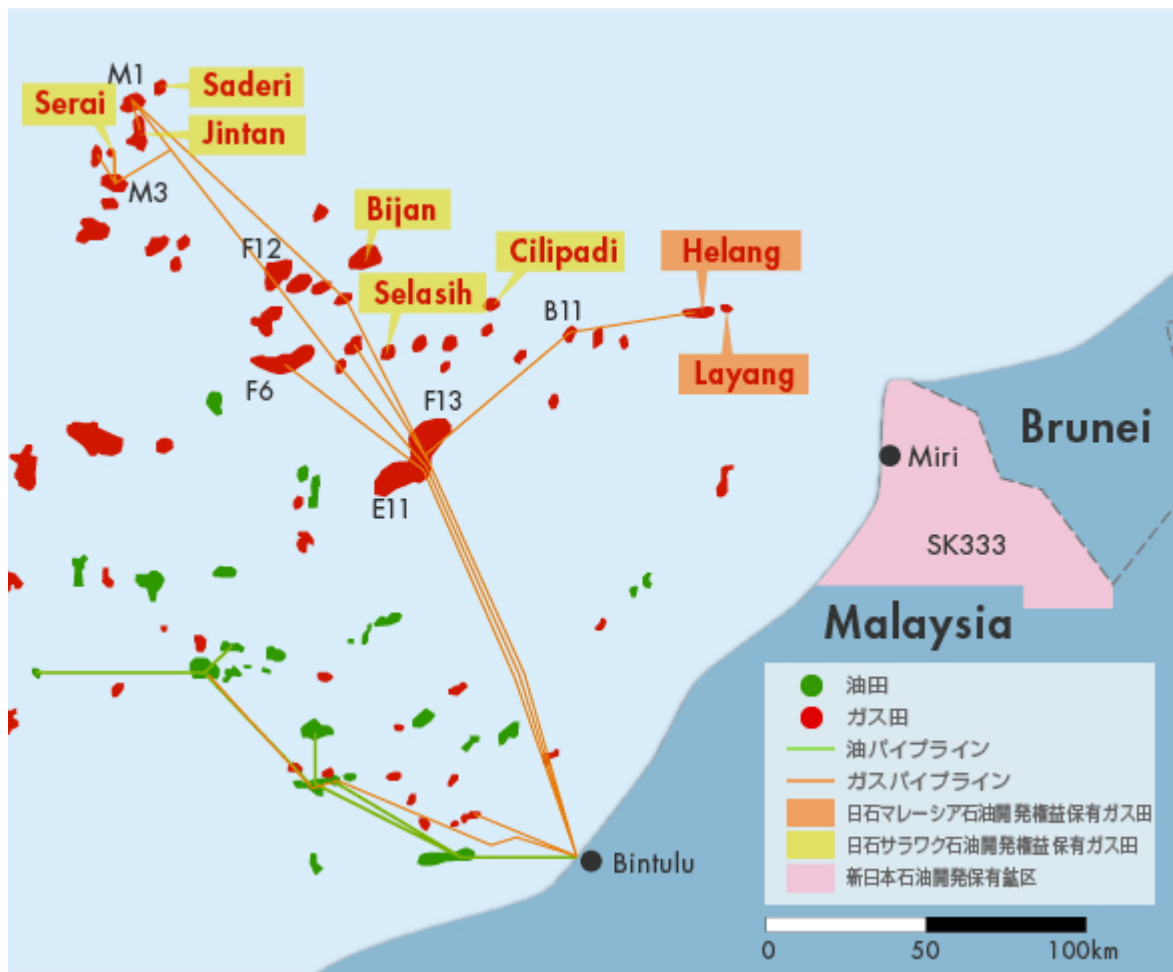 M1
Saderi
Serai
Jintan
M3
Bijan
F12
Cilipadi
Helang
Selasih
B11
Layang
F6
F13
Brunei
Miri
E11
SK333
Malaysia
油田
ガス田
油パイプライン
ガスパイプライン
日石マレーシア石油開発権益保有ガス田
日石サラワク石油開発権益保有ガス田
新日本石油開発保有鉱区
Bintulu
0 50 100km